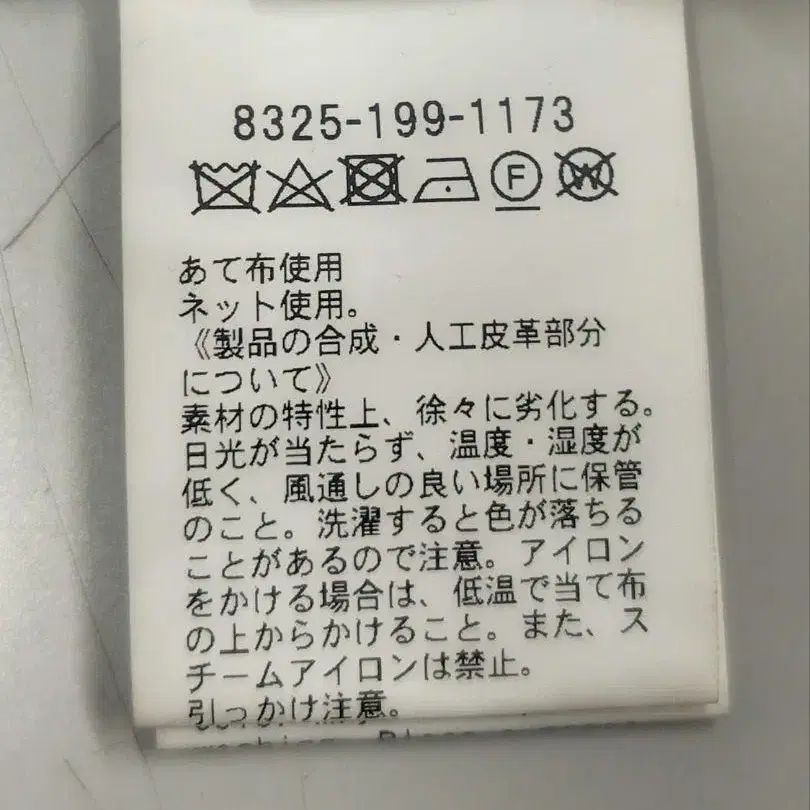 8325-199-1173
F
W
あて布使用
ネット使用。
《製品の合成・人工皮革部分
について》
素材の特性上、徐々に劣化する。
日光が当たらず、温度・湿度が
低く、風通しの良い場所に保管
のこと。洗濯すると色が落ちる
ことがあるので注意。アイロン
をかける場合は、低温で当て布
の上からかけること。また、ス
チームアイロンは禁止。
引っかけ注意。